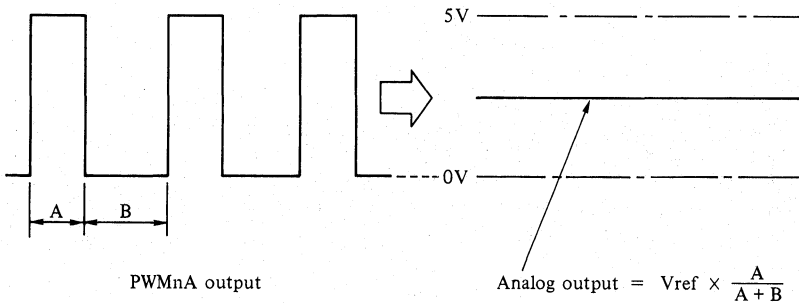 5V
0V
A
B
PWMnA output
Analog output = Vref × A / A + B